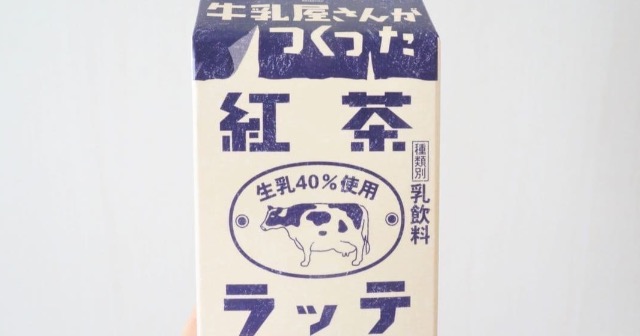 牛乳屋さんが
つくった
紅茶
種類別
乳飲料
生乳40%使用
ラッテ